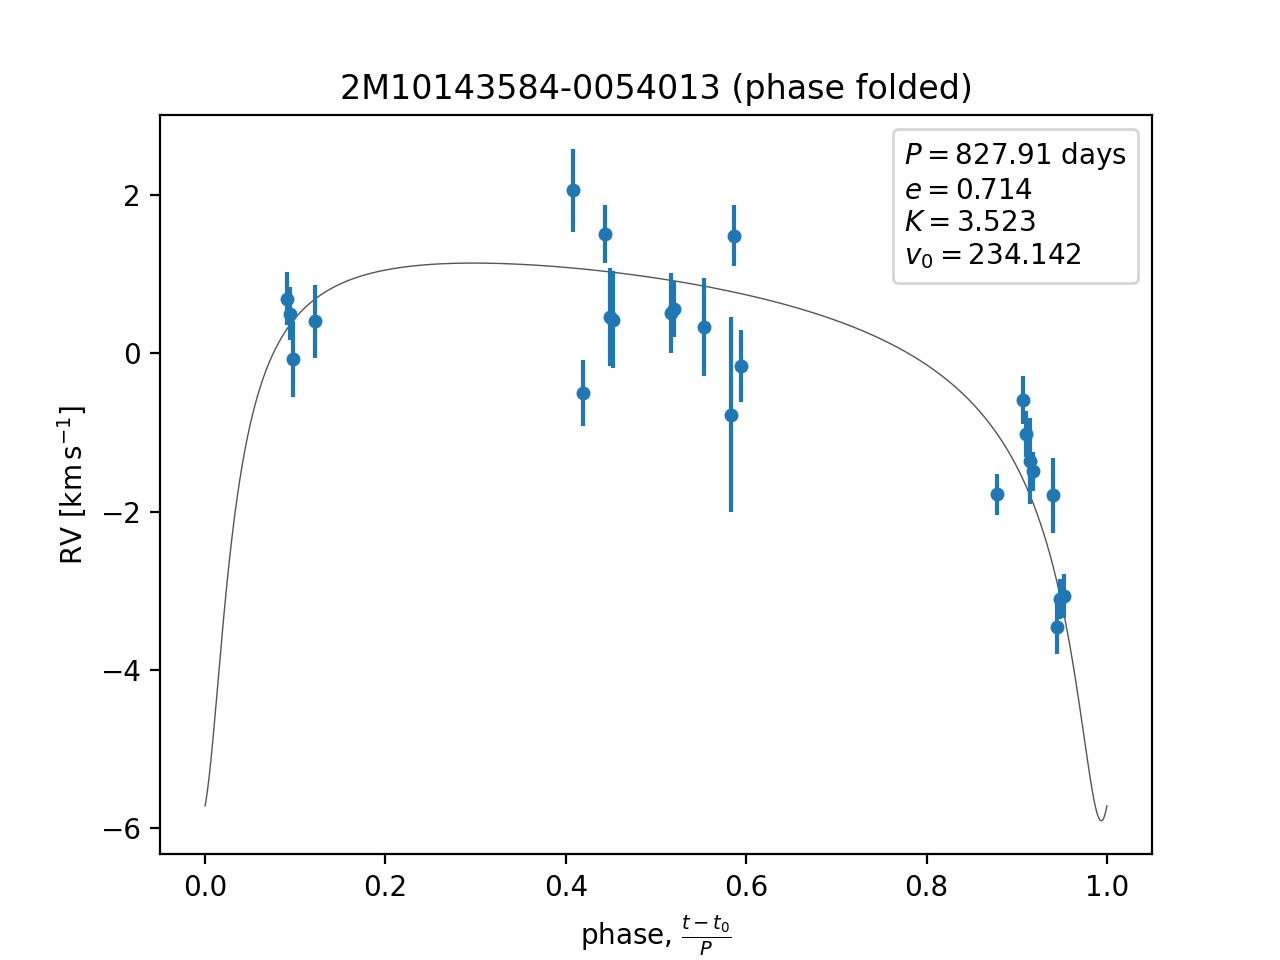 2M10143584-0054013 (phase folded)
P = 827.91 days
e = 0.714
K = 3.523
v₀ = 234.142
RV [km s⁻¹]
2
0
−2
−4
−6
0.0 0.2 0.4 0.6 0.8 1.0
phase, (t − t₀)/P